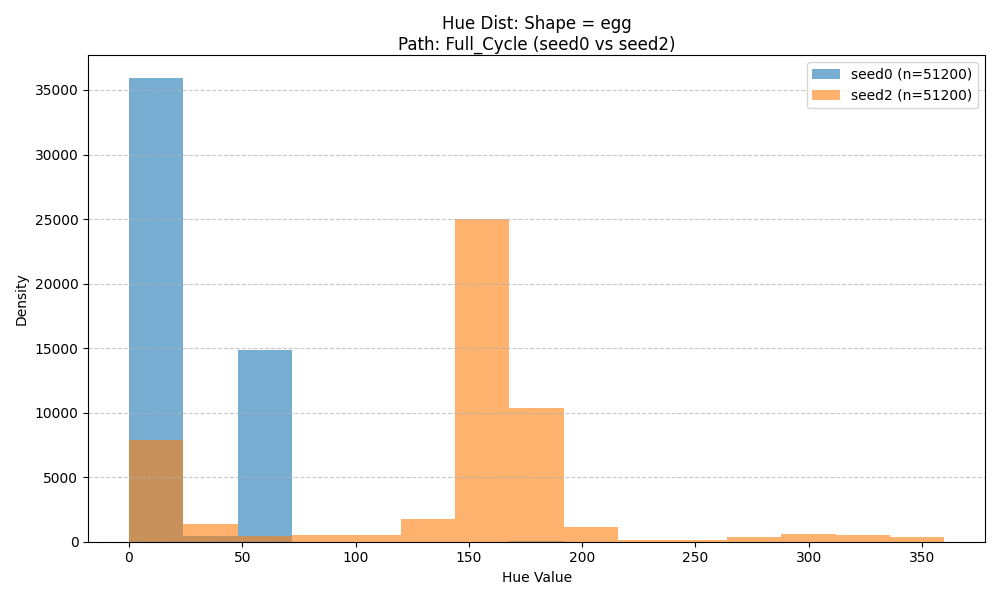 Hue Dist: Shape = egg
Path: Full_Cycle (seed0 vs seed2)
seed0 (n=51200)
seed2 (n=51200)
Density
35000
30000
25000
20000
15000
10000
5000
0
0 50 100 150 200 250 300 350
Hue Value